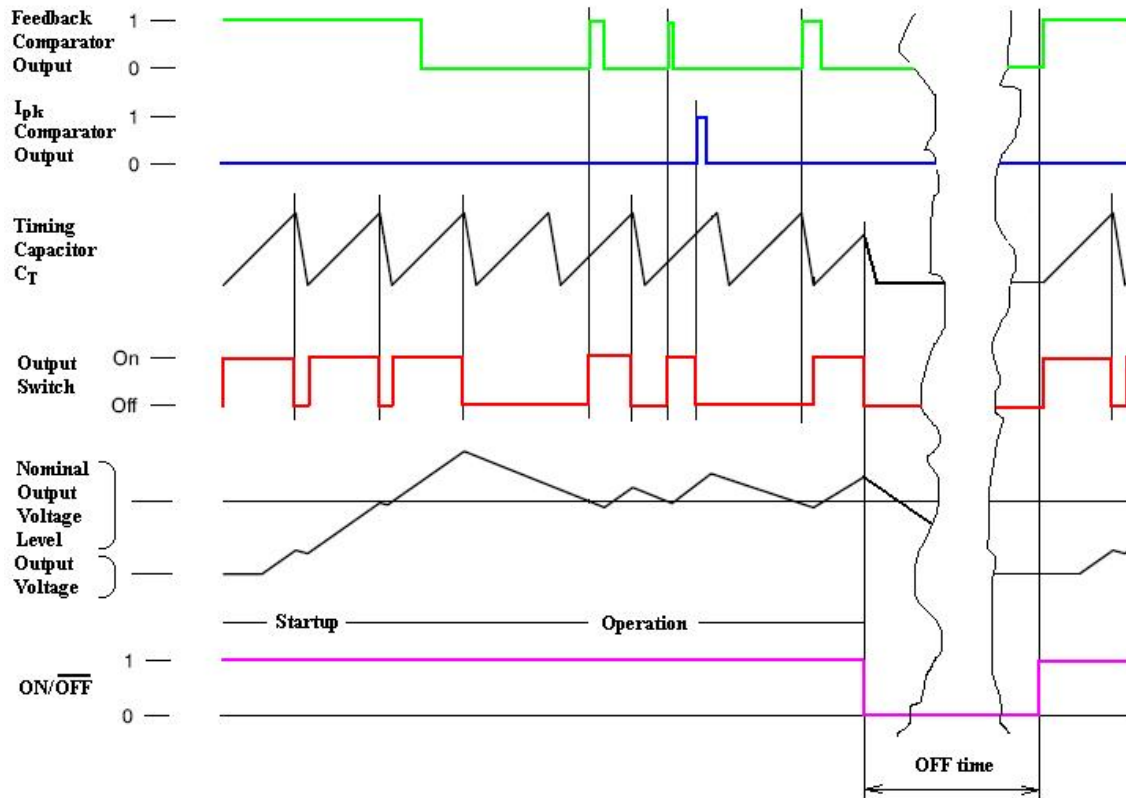 Feedback
Comparator
Output
1
0
Ipk
Comparator
Output
1
0
Timing
Capacitor
CT
Output
Switch
On
Off
Nominal
Output
Voltage
Level
Output
Voltage
Startup
Operation
ON/OFF
1
0
OFF time